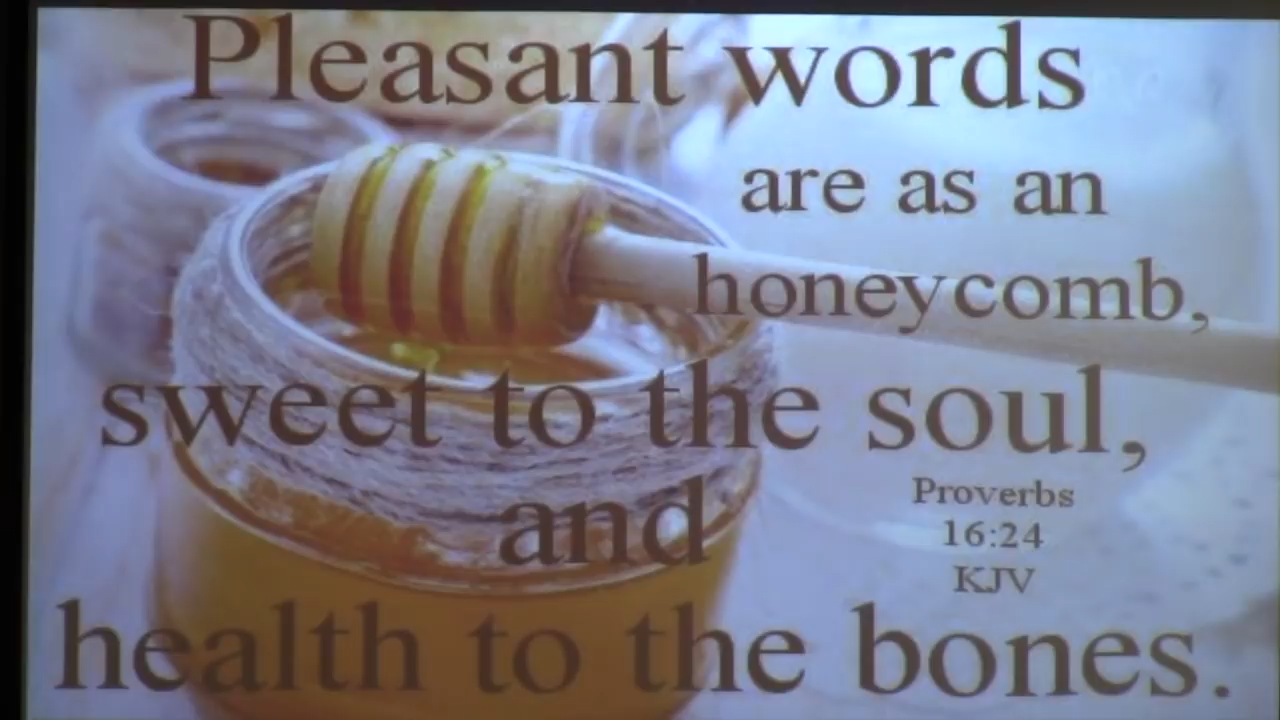 Pleasant words
are as an
honeycomb,
sweet to the soul,
and
health to the bones.
Proverbs
16:24
KJV